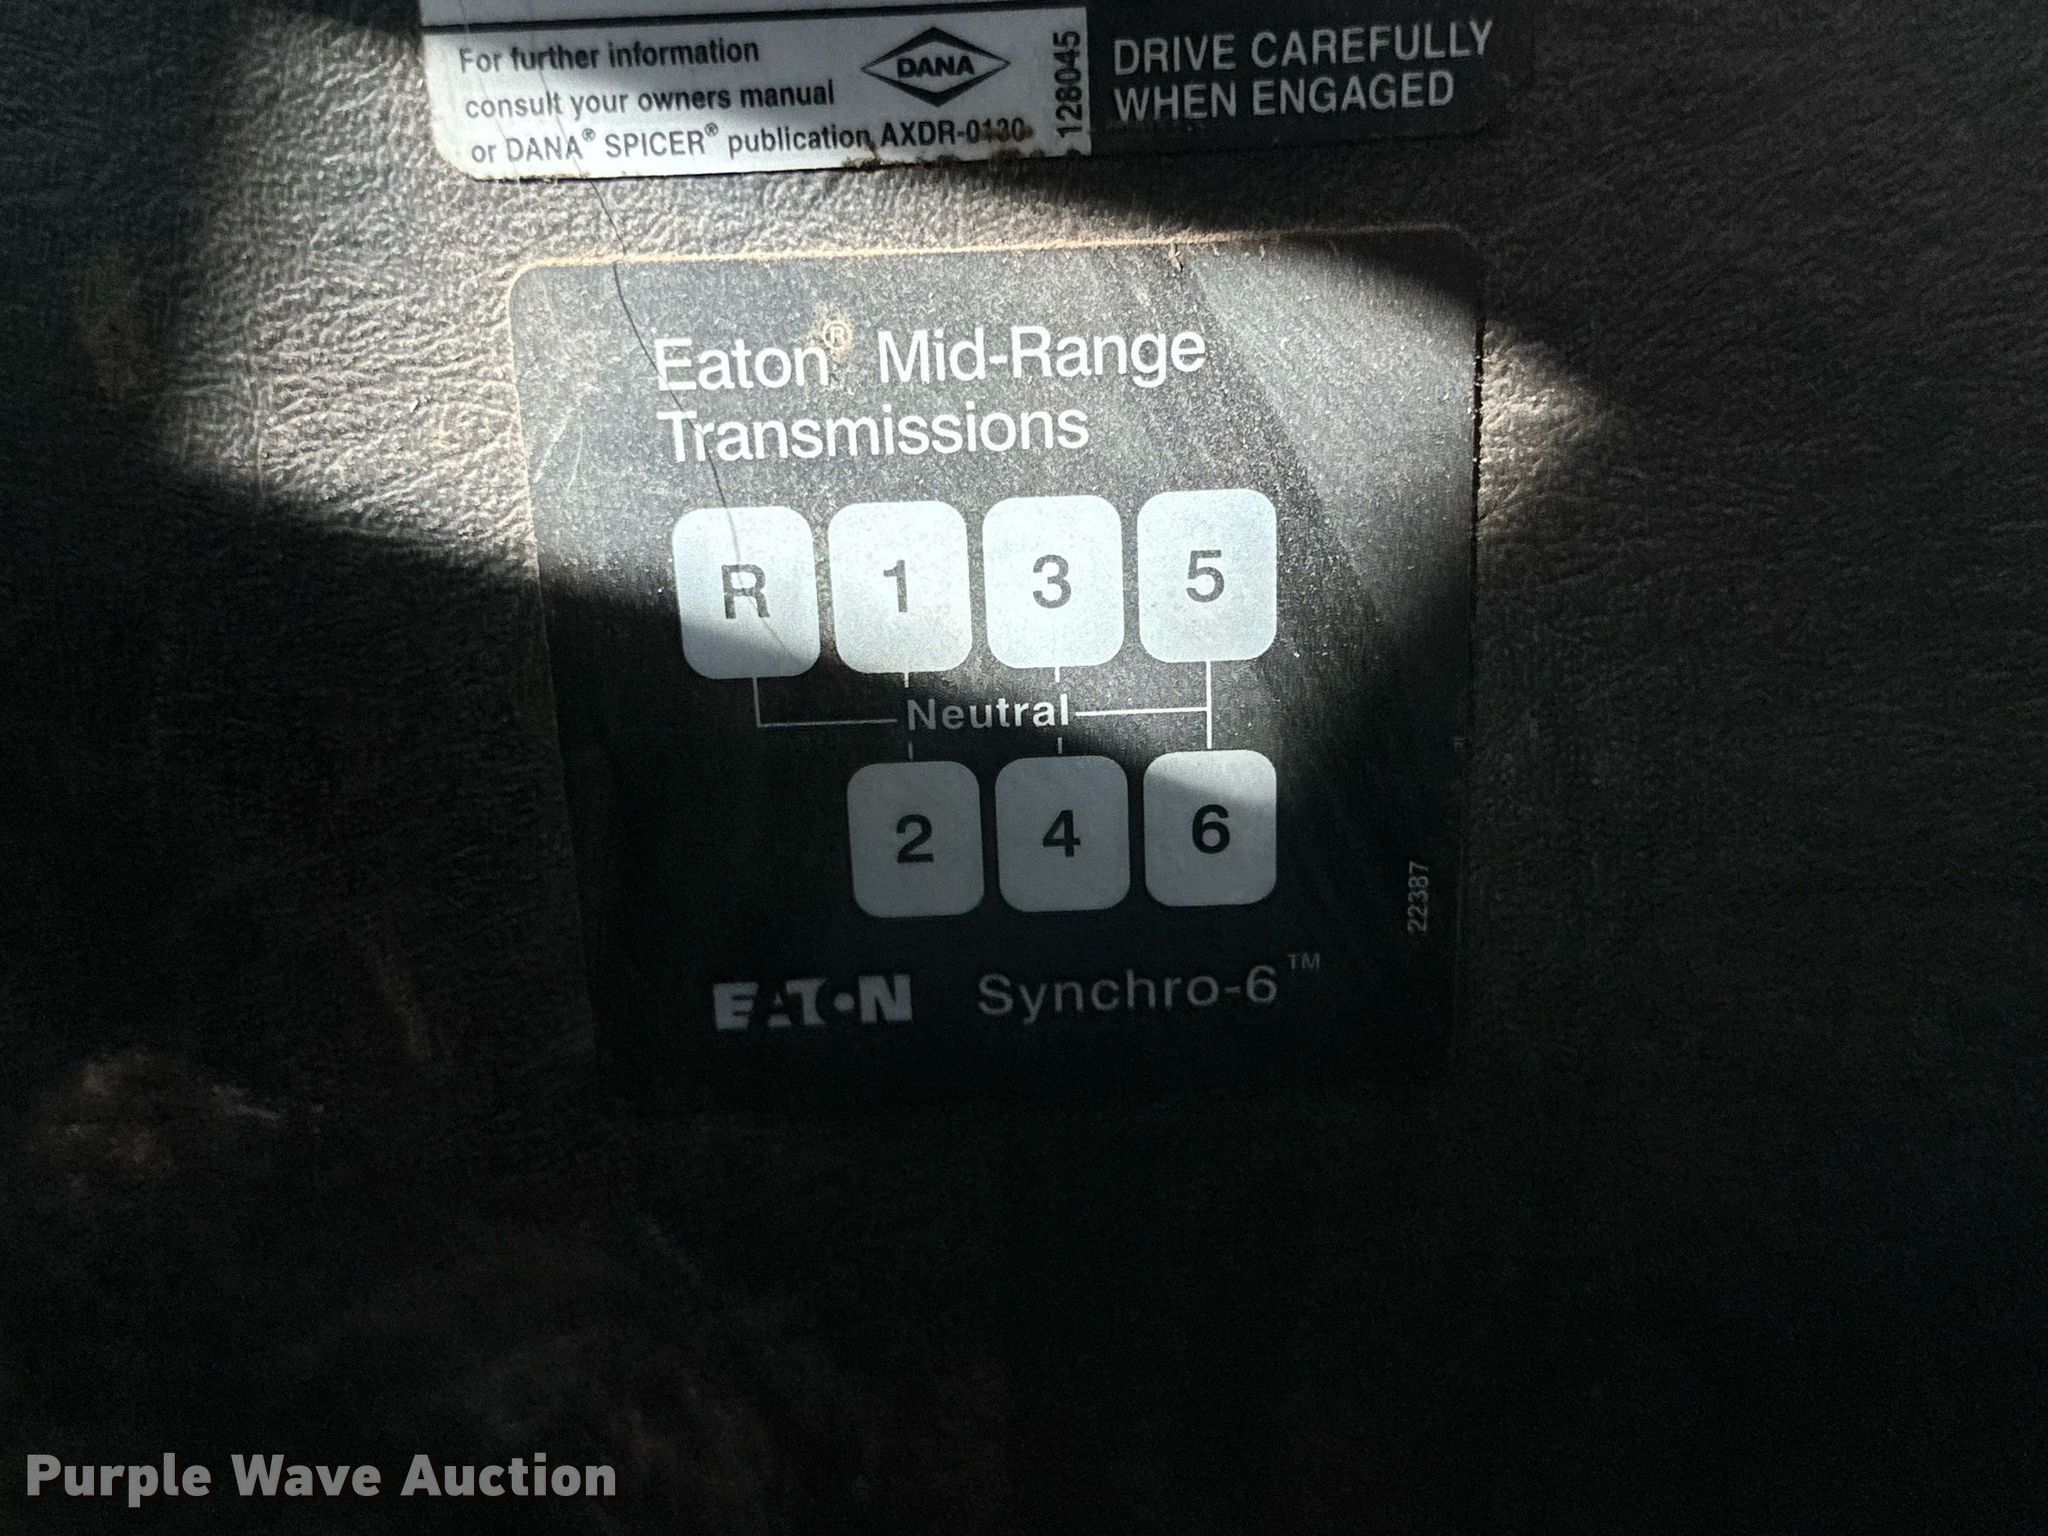 For further information
consult your owners manual
or DANA® SPICER® publication AXDR-0130
DANA
128045
DRIVE CAREFULLY
WHEN ENGAGED
Eaton® Mid-Range
Transmissions
R 1 3 5
Neutral
2 4 6
22387
EATON Synchro-6™
Purple Wave Auction